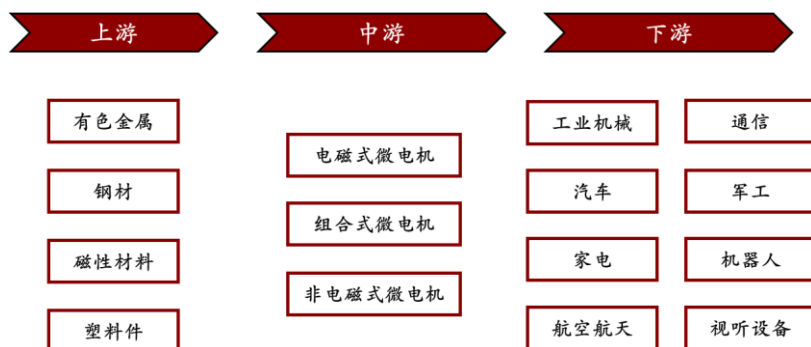 上游
中游
下游
有色金属
钢材
磁性材料
塑料件
电磁式微电机
组合式微电机
非电磁式微电机
工业机械
通信
汽车
军工
家电
机器人
航空航天
视听设备